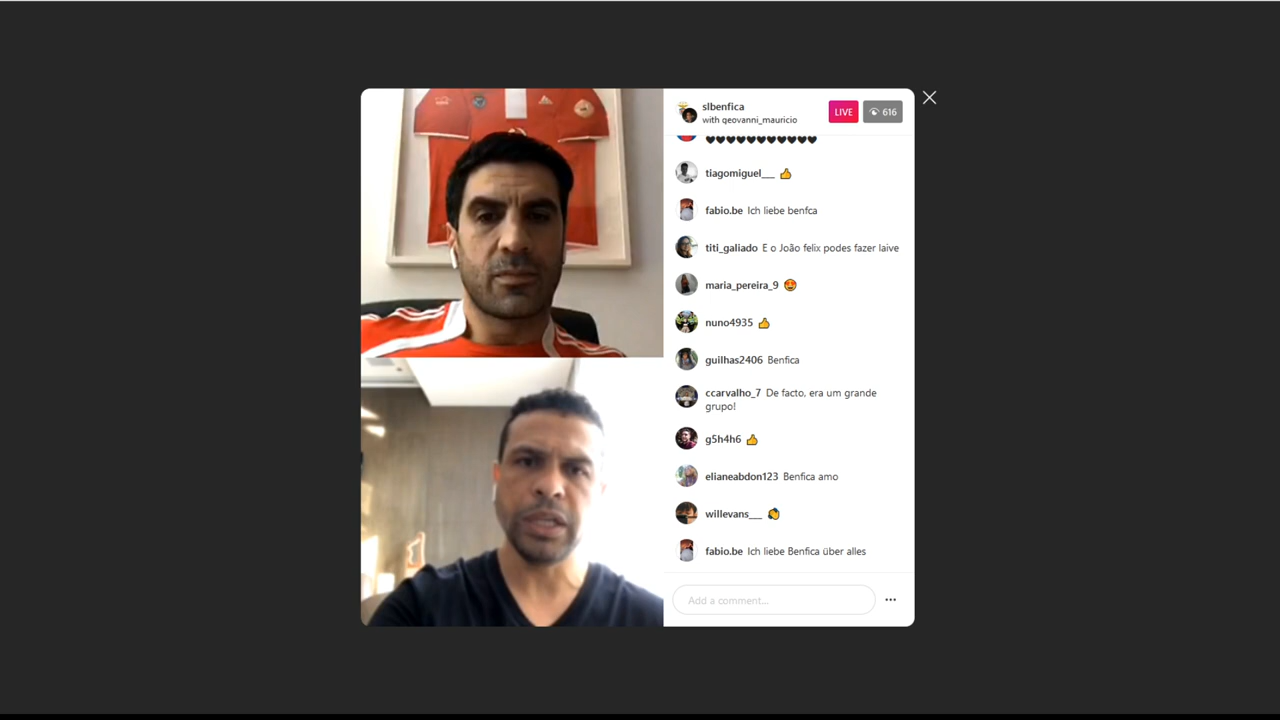 slbenfica
with geovanni_mauricio
LIVE
616
tiagomiguel___
fabio.be Ich liebe benfca
titi_galiado E o João felix podes fazer laive
maria_pereira_9
nuno4935
guilhas2406 Benfica
ccarvalho_7 De facto, era um grande
grupo!
g5h4h6
elianeabdon123 Benfica amo
willevans___
fabio.be Ich liebe Benfica über alles
Add a comment...